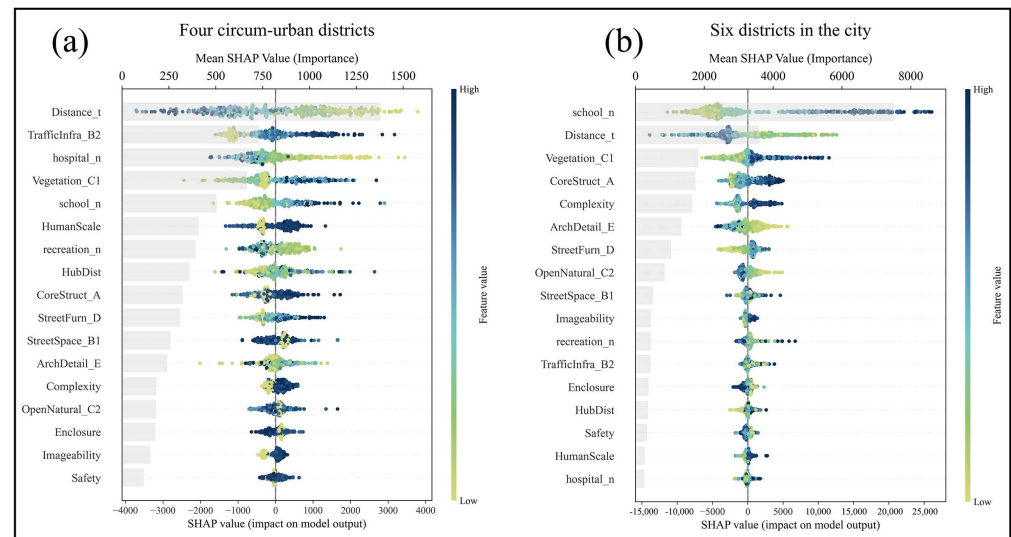 (a)
Four circum-urban districts
Mean SHAP Value (Importance)
0 250 500 750 1000 1250 1500
Distance_t
TrafficInfra_B2
hospital_n
Vegetation_C1
school_n
HumanScale
recreation_n
HubDist
CoreStruct_A
StreetFurn_D
StreetSpace_B1
ArchDetail_E
Complexity
OpenNatural_C2
Enclosure
Imageability
Safety
−4000 −3000 −2000 −1000 0 1000 2000 3000 4000
SHAP value (impact on model output)
High
Feature value
Low
(b)
Six districts in the city
Mean SHAP Value (Importance)
0 2000 4000 6000 8000
school_n
Distance_t
Vegetation_C1
CoreStruct_A
Complexity
ArchDetail_E
StreetFurn_D
OpenNatural_C2
StreetSpace_B1
Imageability
recreation_n
TrafficInfra_B2
Enclosure
HubDist
Safety
HumanScale
hospital_n
-15,000 -10,000 -5000 0 5000 10,000 15,000 20,000 25,000
SHAP value (impact on model output)
High
Feature value
Low